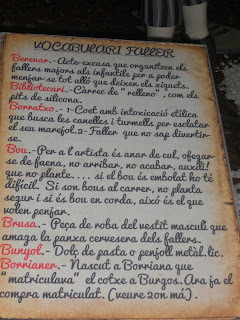 VOCABULARI FALLER
Berenar.- Acte excusa que organitzen els
fallers majors als infantils per a poder
menjar-se tot allò que deixen els xiquets.
Bibliotecari.- Càrrec de "relleno", com els
pits de silicona.
Borratxo.- 1-Coet amb intoxicació etílica
que busca les canelles i turmells per esclatar
el seu marejol.2-Faller que no sap divertir
se.
Bou.- Per a l'artista és anar de cul, ofegar-
se de faena, no arribar, no acabar, auxili!
que no plante.... si el bou és embolat ho té
difícil. Si son bous al carrer, no planta
segur i si és bou en corda, això és el que
volen penjar.
Brusa.- Peça de roba del vestit masculí que
amaga la panxa cervesera dels fallers.
Bunyol.- Dolç de pasta o penjoll metàl.lic.
Borrianer.- Nascut a Borriana que
"matriculava" el cotxe a Burgos. Ara ja el
compra matriculat. (veure 2on mà).